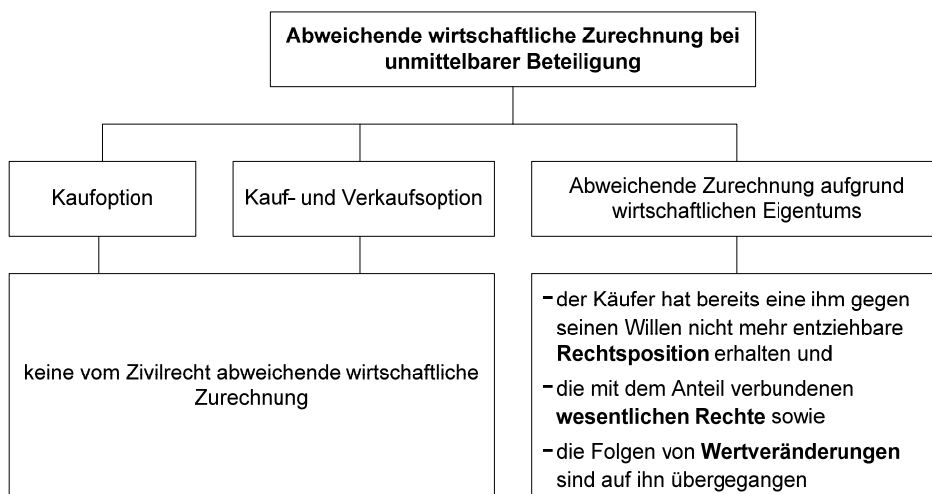 Abweichende wirtschaftliche Zurechnung bei
unmittelbarer Beteiligung
Kaufoption
Kauf- und Verkaufsoption
Abweichende Zurechnung aufgrund
wirtschaftlichen Eigentums
keine vom Zivilrecht abweichende wirtschaftliche
Zurechnung
- der Käufer hat bereits eine ihm gegen
seinen Willen nicht mehr entziehbare
Rechtsposition erhalten und
- die mit dem Anteil verbundenen
wesentlichen Rechte sowie
- die Folgen von Wertveränderungen
sind auf ihn übergegangen